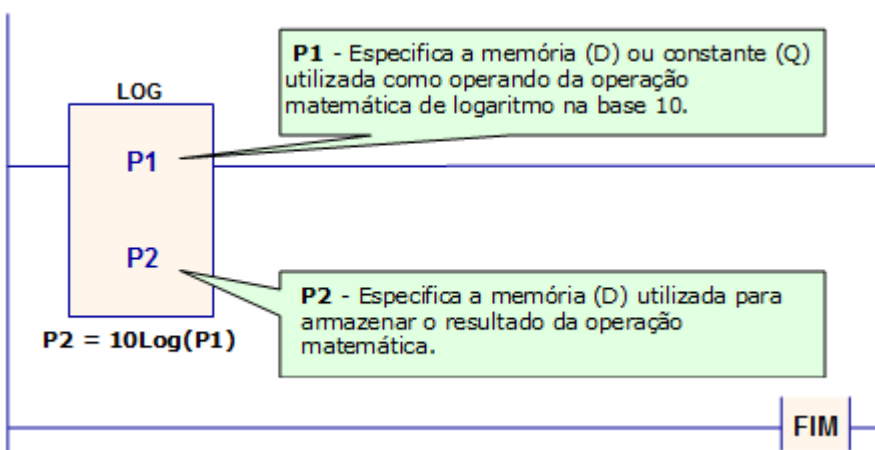 P1 - Especifica a memória (D) ou constante (Q)
utilizada como operando da operação
matemática de logaritmo na base 10.
LOG
P1
P2
P2 - Especifica a memória (D) utilizada para
armazenar o resultado da operação
matemática.
P2 = 10Log(P1)
FIM